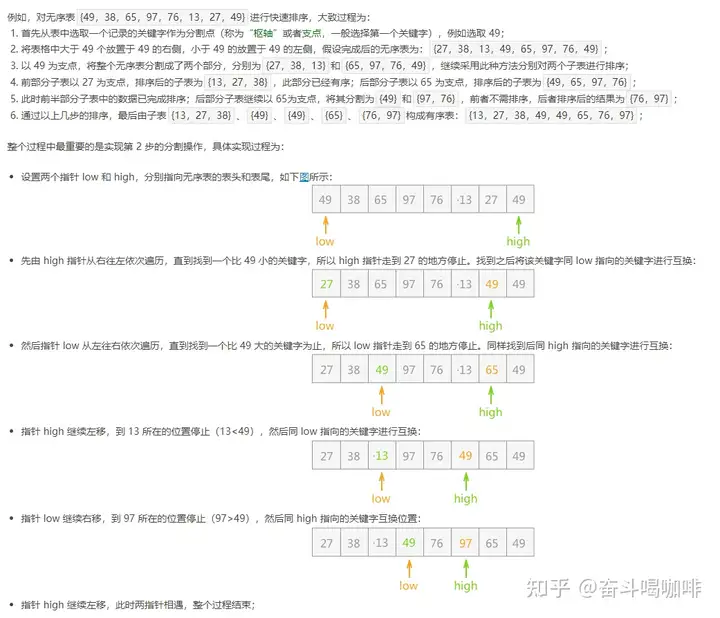 例如，对无序表 {49, 38, 65, 97, 76, 13, 27, 49} 进行快速排序，大致过程为：
1. 首先从表中选取一个记录的关键字作为分割点（称为“枢轴”或者支点，一般选择第一个关键字），例如选取 49；
2. 将表格中大于 49 个放置于 49 的右侧，小于 49 的放置于 49 的左侧，假设完成后的无序表为： {27, 38, 13, 49, 65, 97, 76, 49} ；
3. 以 49 为支点，将整个无序表分割成了两个部分，分别为 {27, 38, 13} 和 {65, 97, 76, 49} ，继续采用此种方法分别对两个子表进行排序；
4. 前部分子表以 27 为支点，排序后的子表为 {13, 27, 38} ，此部分已经有序；后部分子表以 65 为支点，排序后的子表为 {49, 65, 97, 76} ；
5. 此时前半部分子表中的数据已完成排序；后部分子表继续以 65为支点，将其分割为 {49} 和 {97, 76} ，前者不需排序，后者排序后的结果为 {76, 97} ；
6. 通过以上几步的排序，最后由子表 {13, 27, 38} 、 {49} 、 {49} 、 {65} 、 {76, 97} 构成有序表： {13, 27, 38, 49, 49, 65, 76, 97} ；
整个过程中最重要的是实现第 2 步的分割操作，具体实现过程为：
• 设置两个指针 low 和 high，分别指向无序表的表头和表尾，如下图所示：
49 38 65 97 76 ·13 27 49
low high
• 先由 high 指针从右往左依次遍历，直到找到一个比 49 小的关键字，所以 high 指针走到 27 的地方停止。找到之后将该关键字同 low 指向的关键字进行互换：
27 38 65 97 76 ·13 49 49
low high
• 然后指针 low 从左往右依次遍历，直到找到一个比 49 大的关键字为止，所以 low 指针走到 65 的地方停止。同样找到后同 high 指向的关键字进行互换：
27 38 49 97 76 ·13 65 49
low high
• 指针 high 继续左移，到 13 所在的位置停止（13<49），然后同 low 指向的关键字进行互换：
27 38 ·13 97 76 49 65 49
low high
• 指针 low 继续右移，到 97 所在的位置停止（97>49），然后同 high 指向的关键字互换位置：
27 38 ·13 49 76 97 65 49
low high
• 指针 high 继续左移，此时两指针相遇，整个过程结束；
知乎 @奋斗喝咖啡